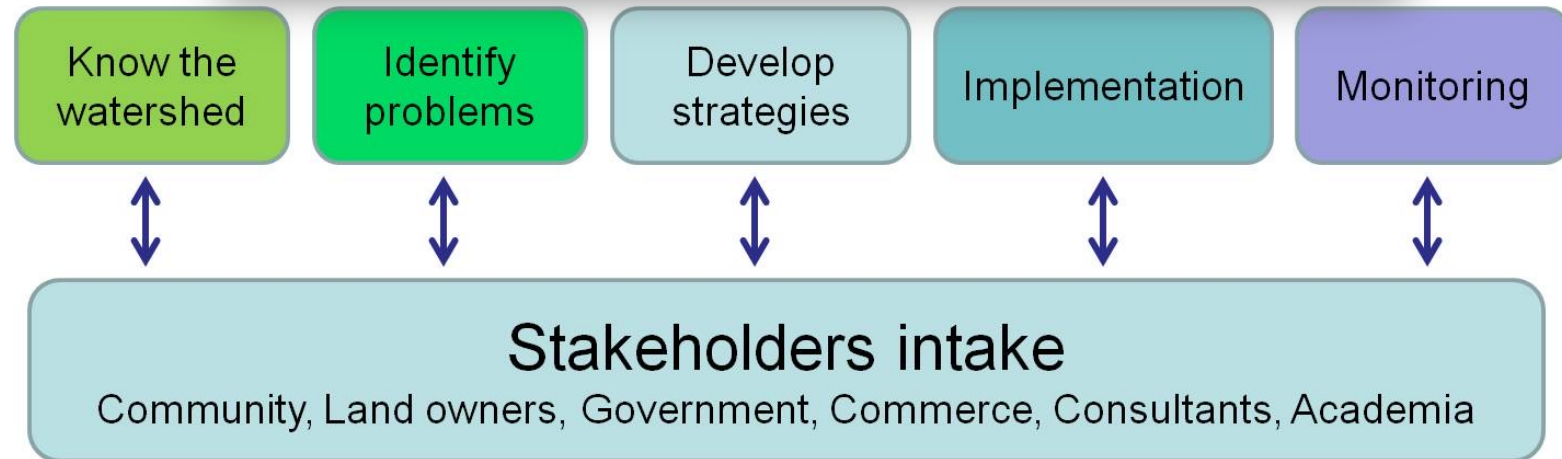 Know the
watershed
Identify
problems
Develop
strategies
Implementation
Monitoring
Stakeholders intake
Community, Land owners, Government, Commerce, Consultants, Academia